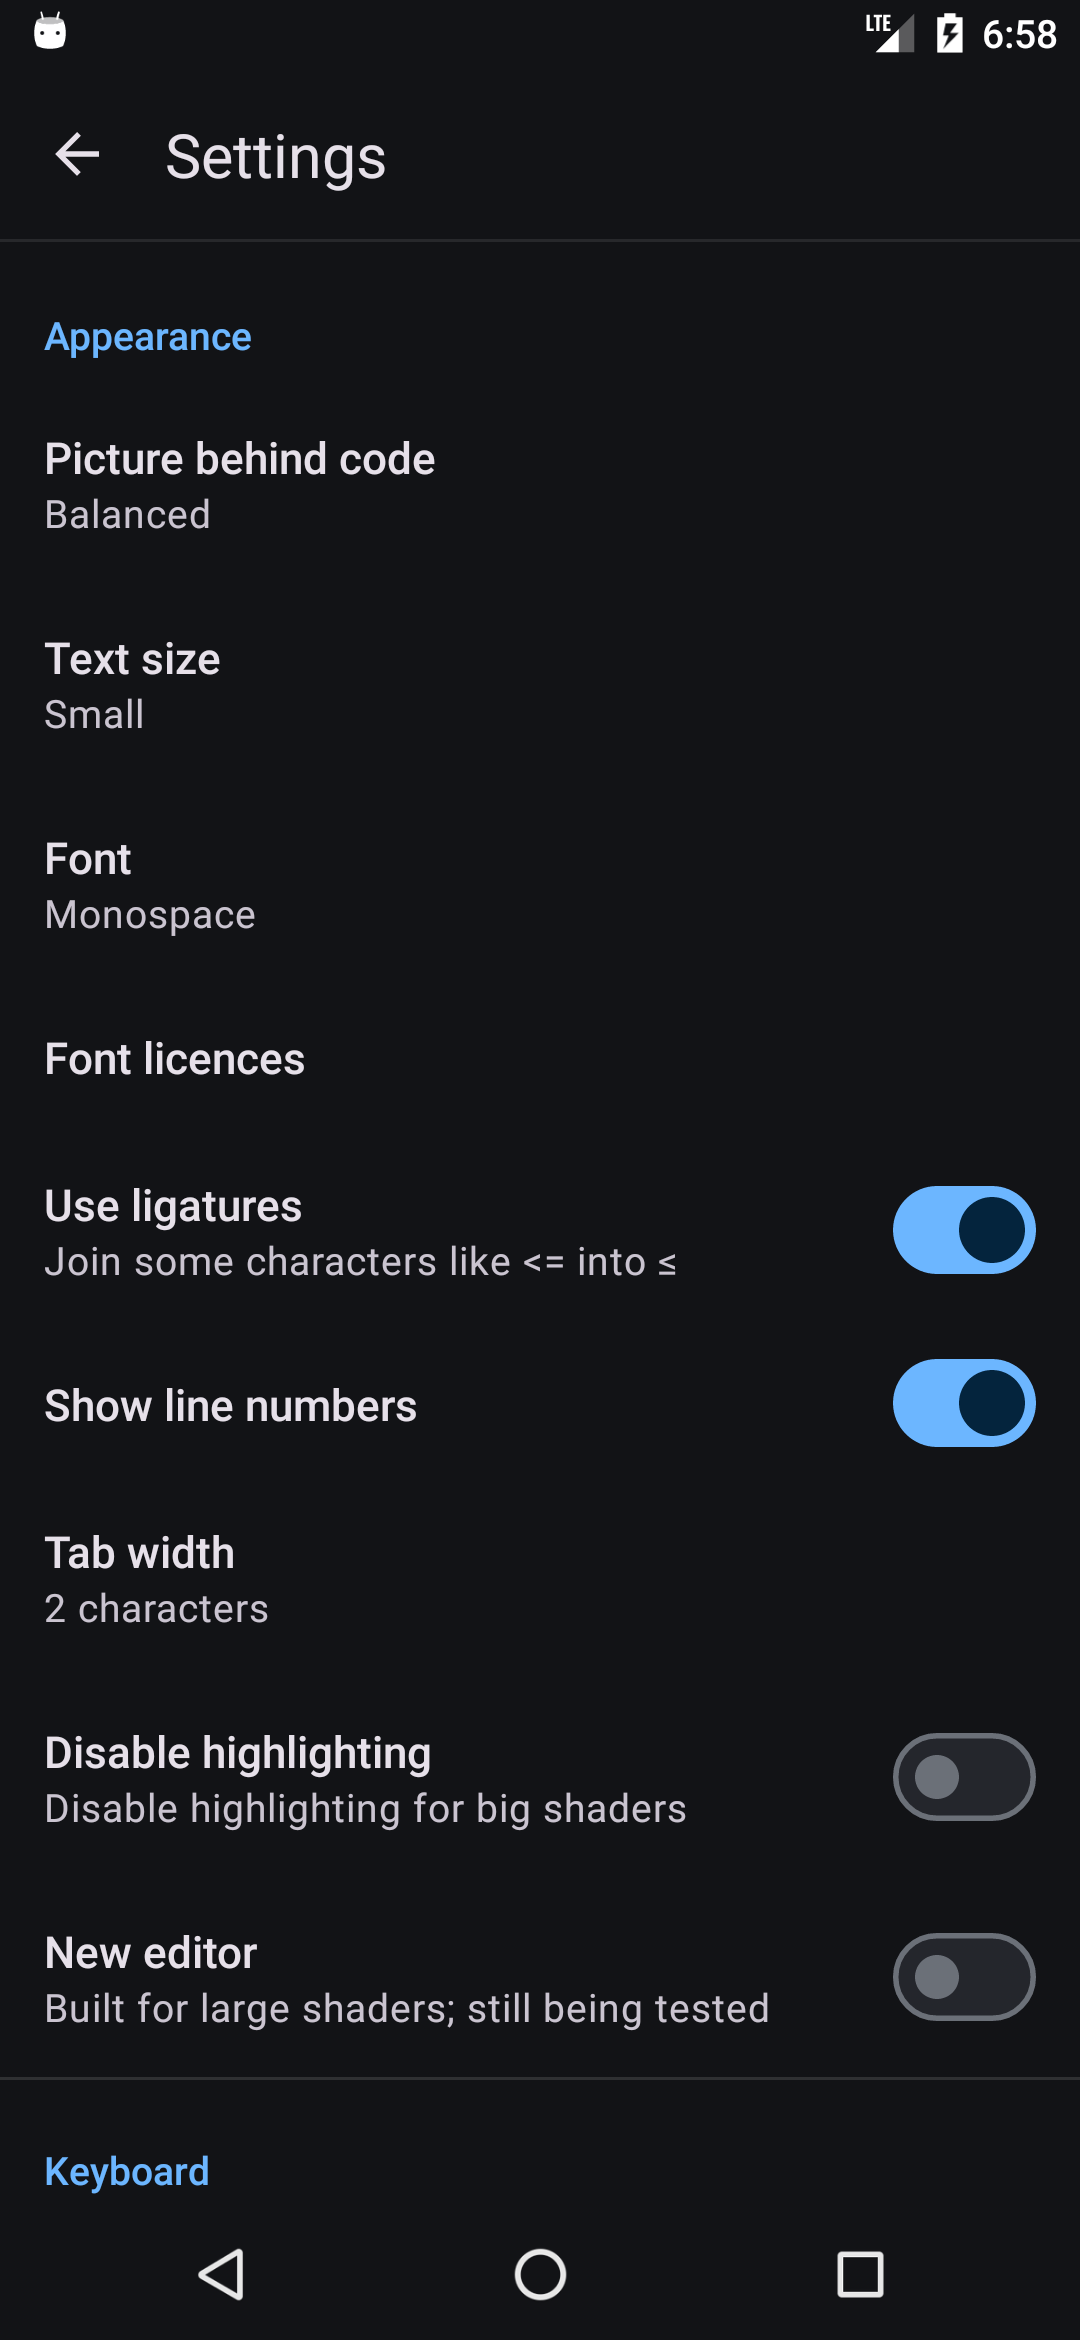 LTE 6:58
Settings
Appearance
Picture behind code
Balanced
Text size
Small
Font
Monospace
Font licences
Use ligatures
Join some characters like <= into ≤
Show line numbers
Tab width
2 characters
Disable highlighting
Disable highlighting for big shaders
New editor
Built for large shaders; still being tested
Keyboard